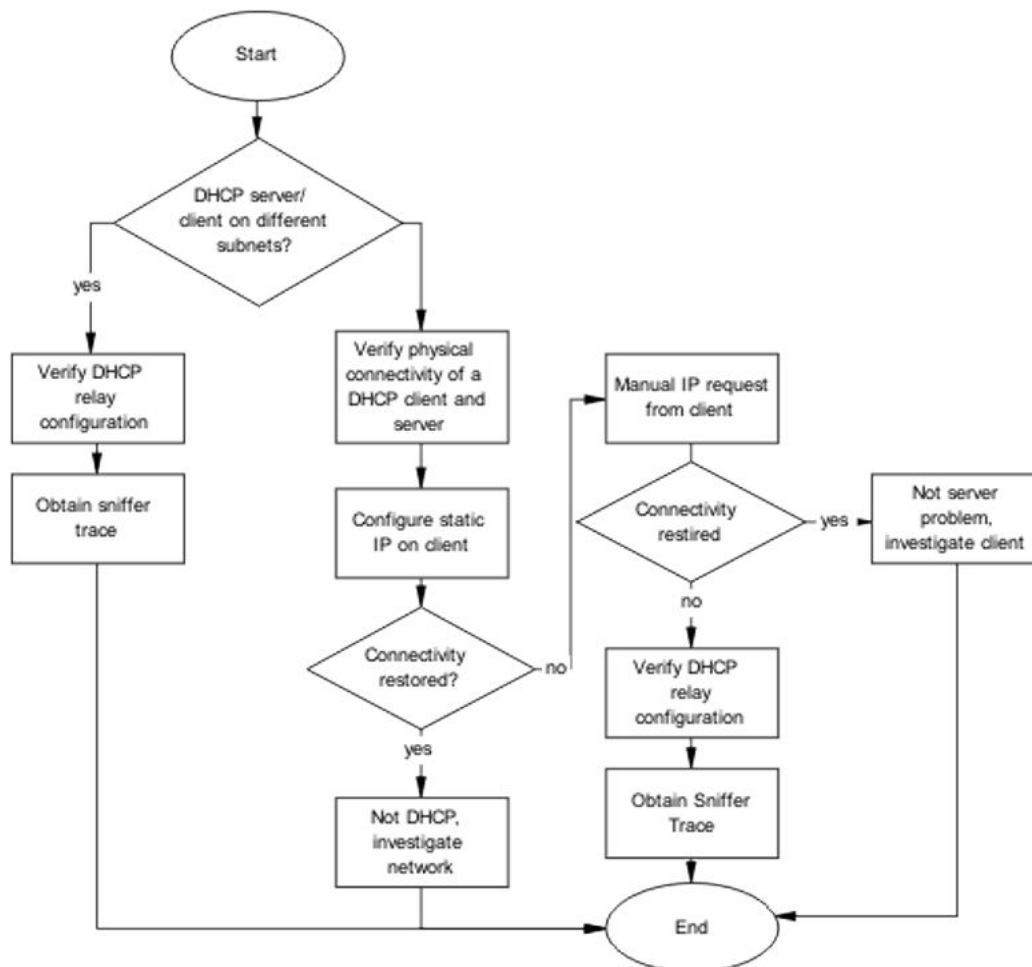 Start
DHCP server/
client on different
subnets?
yes
Verify DHCP
relay
configuration
Obtain sniffer
trace
Verify physical
connectivity of a
DHCP client and
server
Configure static
IP on client
Connectivity
restored?
no
yes
Not DHCP,
investigate
network
Manual IP request
from client
Connectivity
restired
yes
Not server
problem,
investigate client
no
Verify DHCP
relay
configuration
Obtain Sniffer
Trace
End